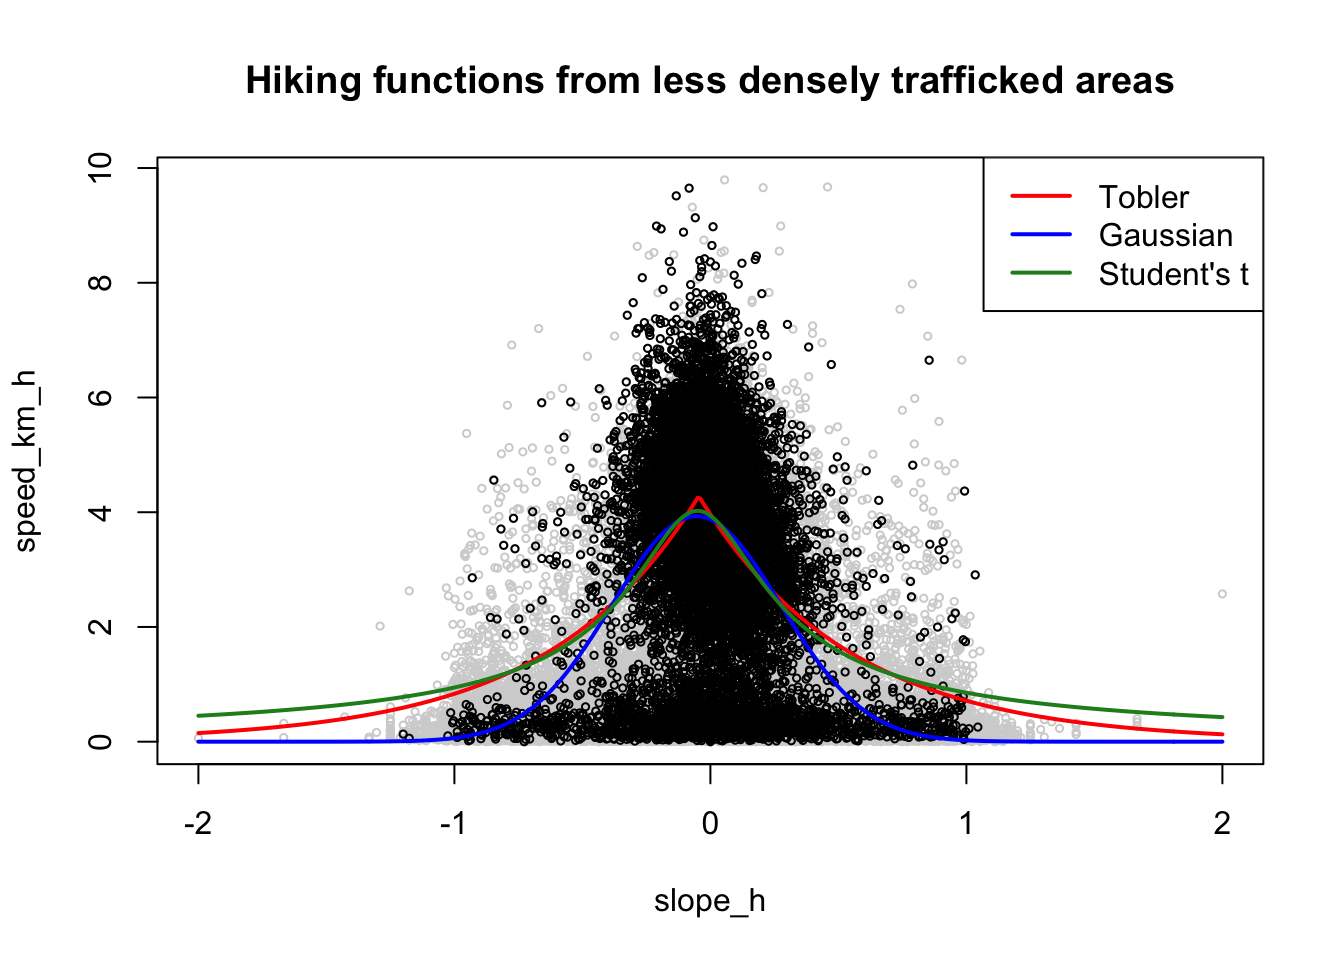 Hiking functions from less densely trafficked areas
Tobler
Gaussian
Student's t
10
8
6
4
2
0
speed_km_h
-2 -1 0 1 2
slope_h